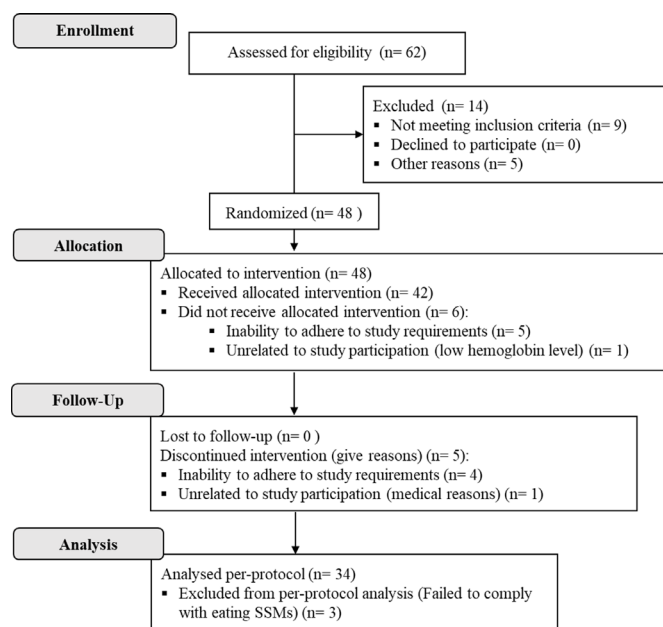 Enrollment
Assessed for eligibility (n= 62)
Excluded (n= 14)
▪ Not meeting inclusion criteria (n= 9)
▪ Declined to participate (n= 0)
▪ Other reasons (n= 5)
Randomized (n= 48 )
Allocation
Allocated to intervention (n= 48)
▪ Received allocated intervention (n= 42)
▪ Did not receive allocated intervention (n= 6):
▪ Inability to adhere to study requirements (n= 5)
▪ Unrelated to study participation (low hemoglobin level) (n= 1)
Follow-Up
Lost to follow-up (n= 0 )
Discontinued intervention (give reasons) (n= 5):
▪ Inability to adhere to study requirements (n= 4)
▪ Unrelated to study participation (medical reasons) (n= 1)
Analysis
Analysed per-protocol (n= 34)
▪ Excluded from per-protocol analysis (Failed to comply
with eating SSMs) (n= 3)